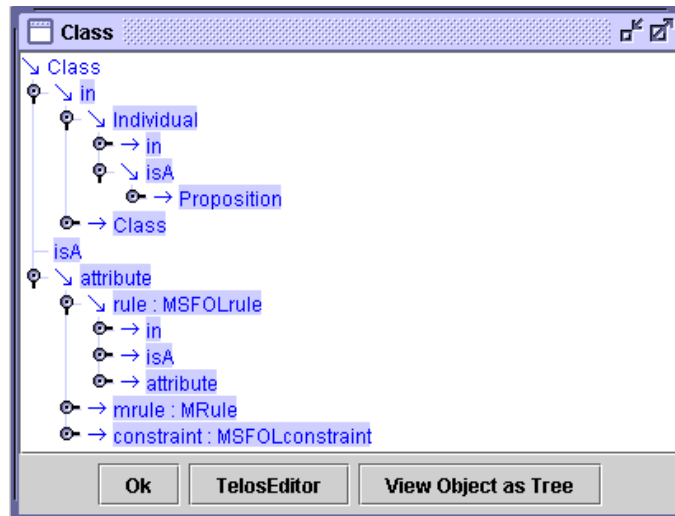 Class
Class
in
Individual
in
isA
Proposition
Class
isA
attribute
rule : MSFOLrule
in
isA
attribute
mrule : MRule
constraint : MSFOLconstraint
Ok TelosEditor View Object as Tree